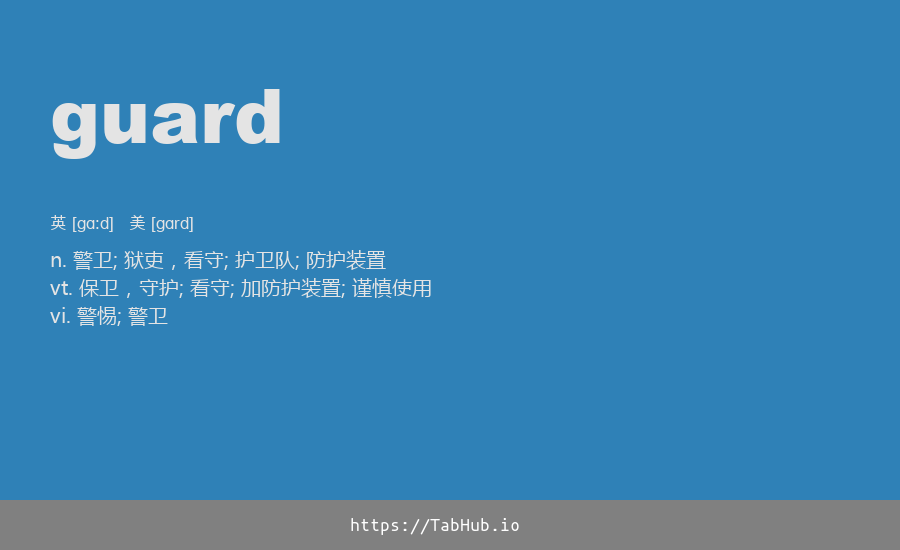 guard
英 [gɑːd] 美 [ɡard]
n. 警卫; 狱吏，看守; 护卫队; 防护装置
vt. 保卫，守护; 看守; 加防护装置; 谨慎使用
vi. 警惕; 警卫
https://TabHub.io